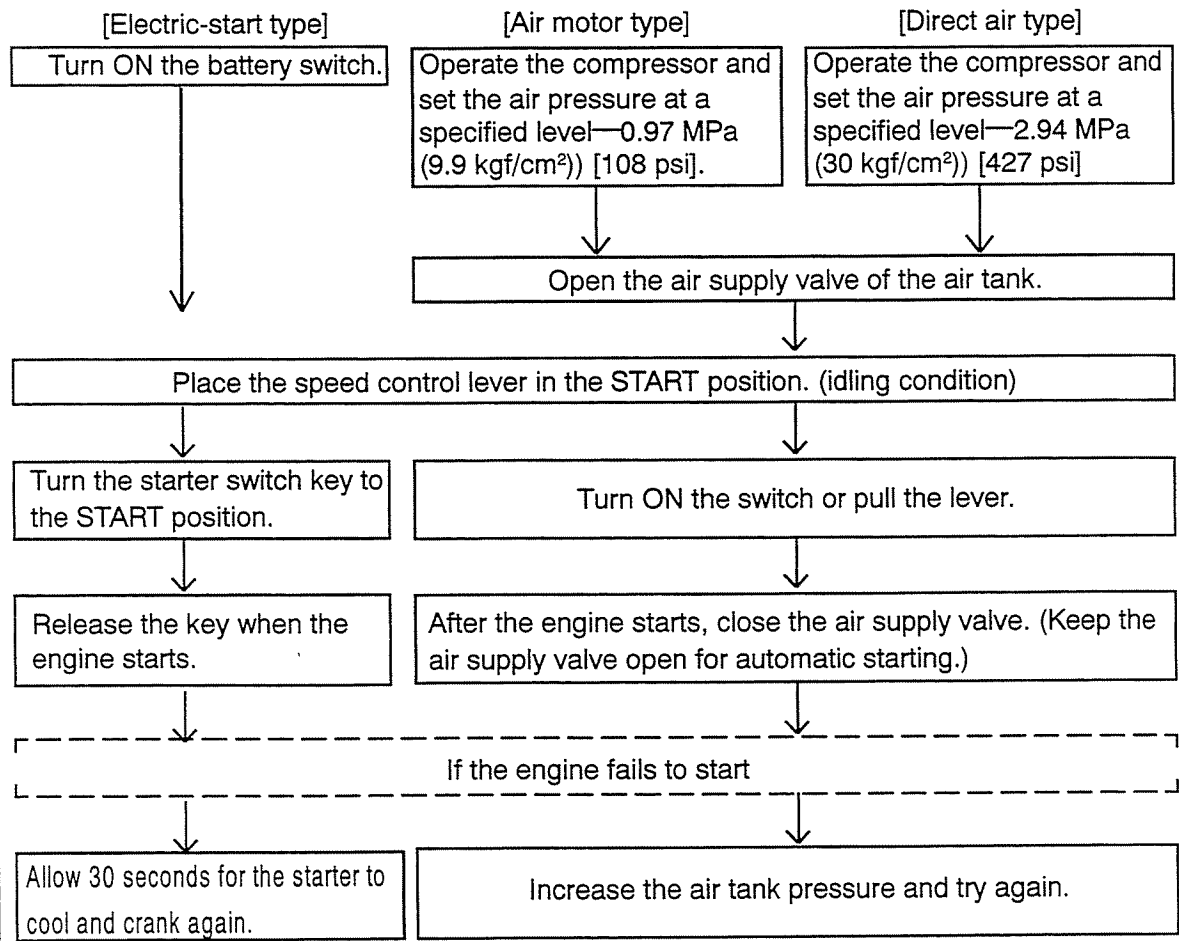 [Electric-start type]
[Air motor type]
[Direct air type]
Turn ON the battery switch.
Operate the compressor and
set the air pressure at a
specified level—0.97 MPa
(9.9 kgf/cm²)) [108 psi].
Operate the compressor and
set the air pressure at a
specified level—2.94 MPa
(30 kgf/cm²)) [427 psi]
Open the air supply valve of the air tank.
Place the speed control lever in the START position. (idling condition)
Turn the starter switch key to
the START position.
Turn ON the switch or pull the lever.
Release the key when the
engine starts.
After the engine starts, close the air supply valve. (Keep the
air supply valve open for automatic starting.)
If the engine fails to start
Allow 30 seconds for the starter to
cool and crank again.
Increase the air tank pressure and try again.